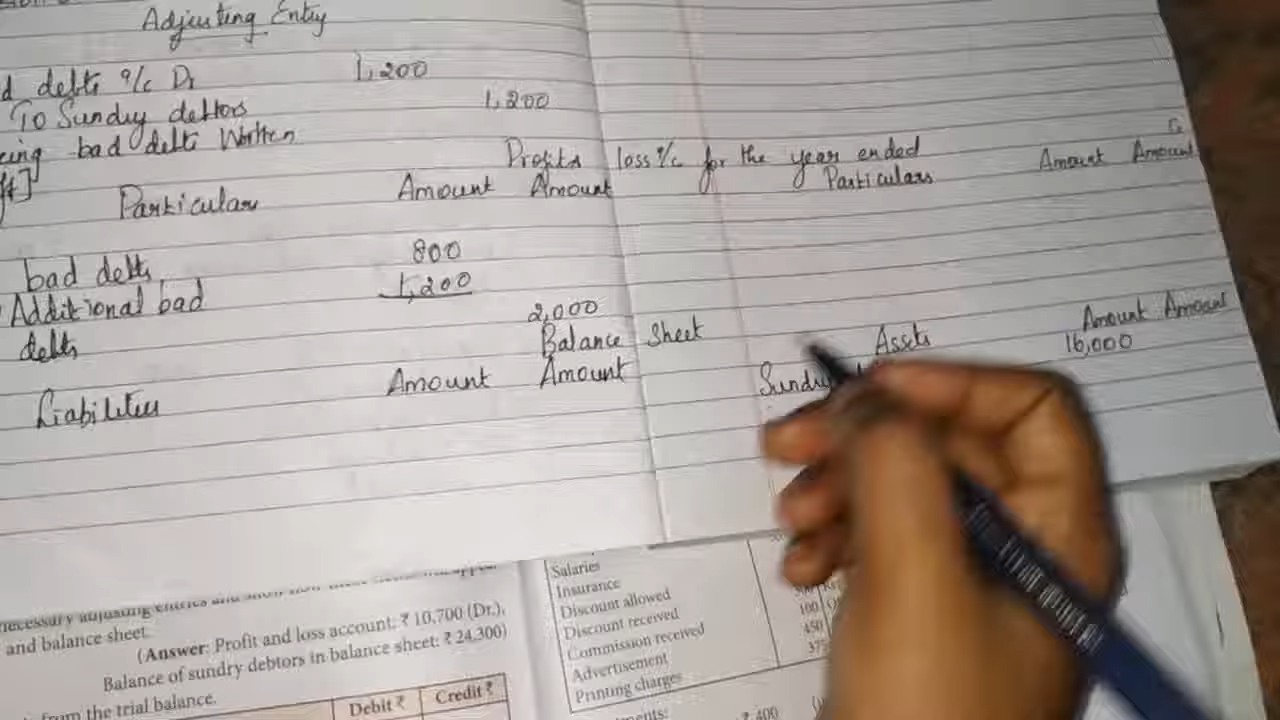 Adjusting Entry
d debts a/c Dr 1,200
To Sundry debtors 1,200
bad debts Written
Profit & loss a/c for the year ended
Particulars Amount Amount Particulars Amount Amount
bad debts 800
Additional bad 1,200
debts 2,000
Balance Sheet
Liabilities Amount Amount Assets Amount Amount
Sundry 16,000
necessary adjusting entries and show how
and balance sheet.
(Answer: Profit and loss account: ₹ 10,700 (Dr.),
Balance of sundry debtors in balance sheet: ₹ 24,300)
from the trial balance.
Debit ₹ Credit ₹
Salaries
Insurance
Discount allowed
Discount received 100
Commission received 450
Advertisement 375
Printing charges
₹ 400